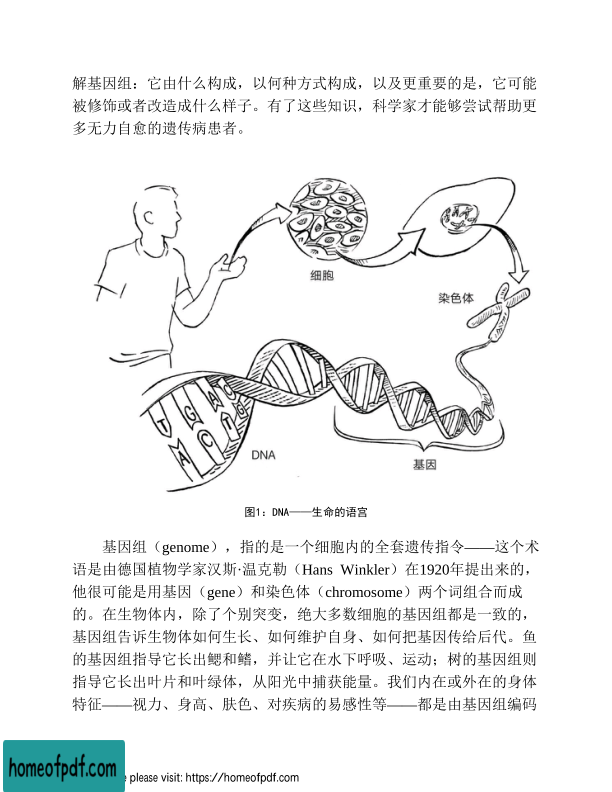 解基因组：它由什么构成，以何种方式构成，以及更重要的是，它可能
被修饰或者改造成什么样子。有了这些知识，科学家才能够尝试帮助更
多无力自愈的遗传病患者。
细胞
染色体
T
G
A
U
G
A
C
T
DNA
基因
图1：DNA——生命的语宫
基因组（genome），指的是一个细胞内的全套遗传指令——这个术
语是由德国植物学家汉斯·温克勒（Hans Winkler）在1920年提出来的，
他很可能是用基因（gene）和染色体（chromosome）两个词组合而成
的。在生物体内，除了个别突变，绝大多数细胞的基因组都是一致的，
基因组告诉生物体如何生长、如何维护自身、如何把基因传给后代。鱼
的基因组指导它长出鳃和鳍，并让它在水下呼吸、运动；树的基因组则
指导它长出叶片和叶绿体，从阳光中捕获能量。我们内在或外在的身体
特征——视力、身高、肤色、对疾病的易感性等——都是由基因组编码
homeofpdf.com
e please visit: https://homeofpdf.com